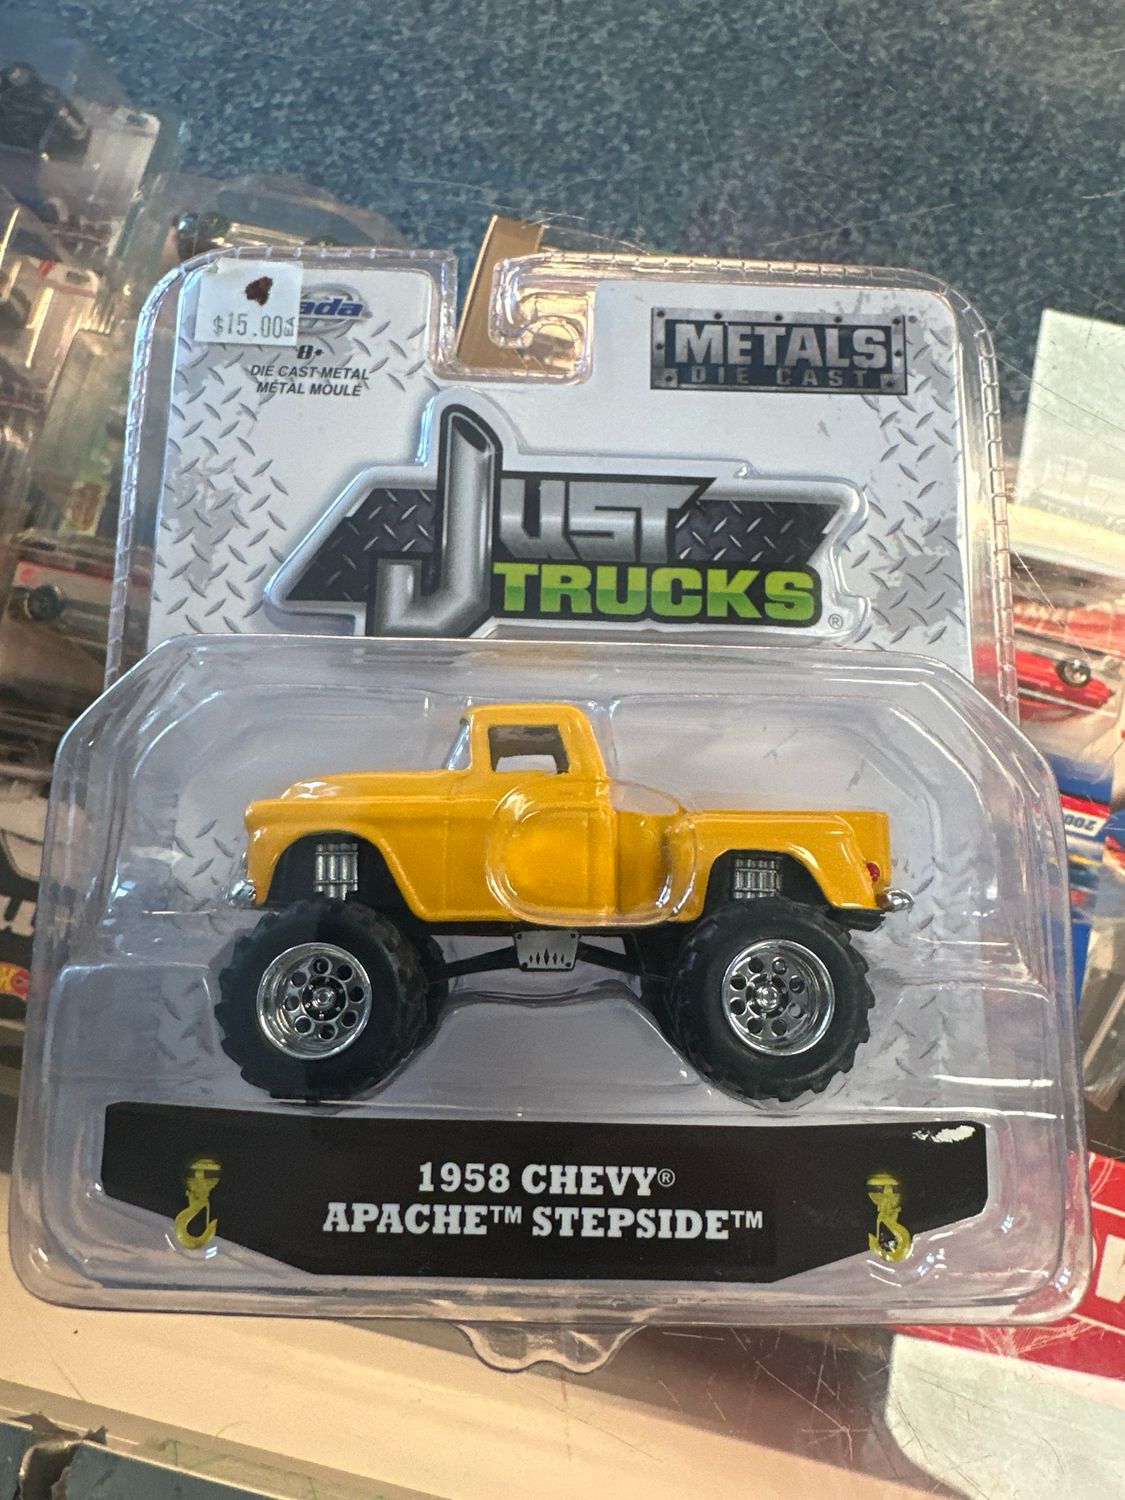 $15.00
8+
DIE CAST METAL
MÉTAL MOULÉ
METALS
DIE CAST
JUST
TRUCKS®
1958 CHEVY®
APACHE™ STEPSIDE™